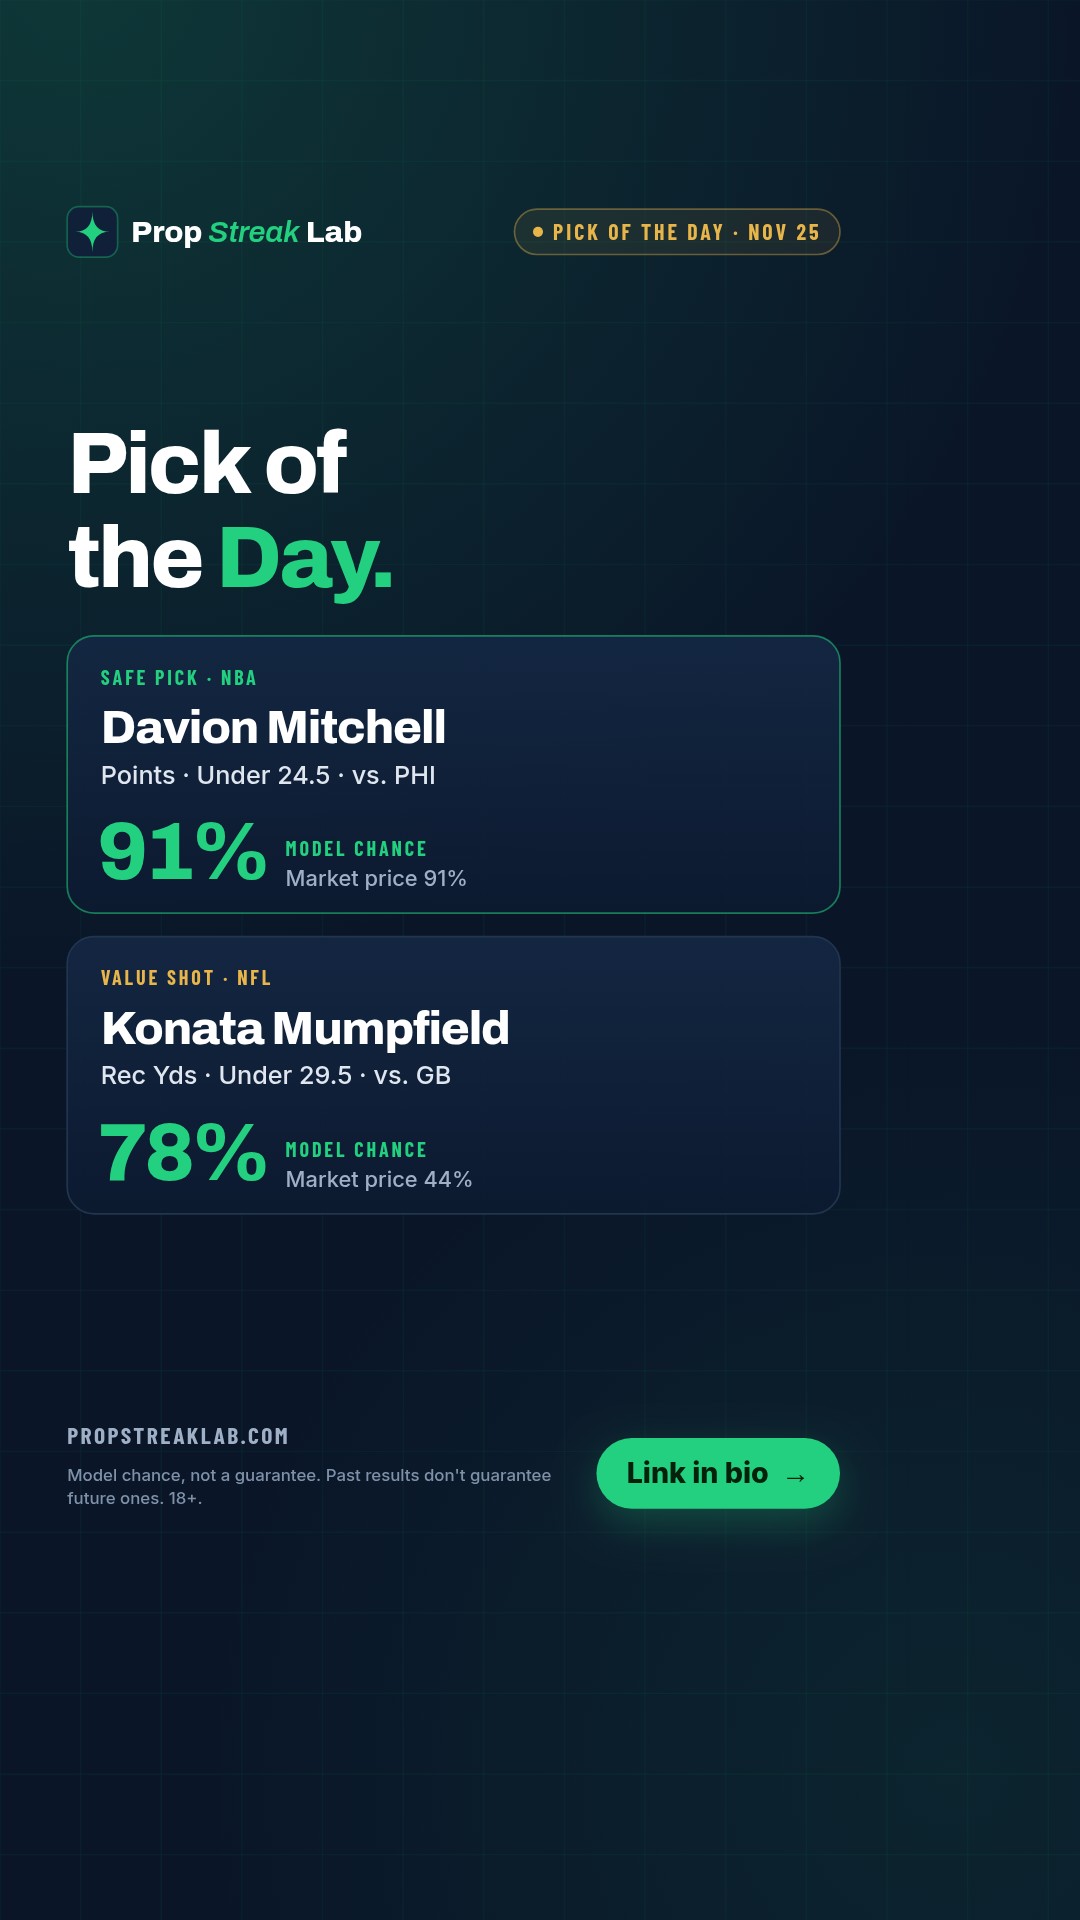 Prop Streak Lab
PICK OF THE DAY · NOV 25
Pick of
the Day.
SAFE PICK · NBA
Davion Mitchell
Points · Under 24.5 · vs. PHI
91%
MODEL CHANCE
Market price 91%
VALUE SHOT · NFL
Konata Mumpfield
Rec Yds · Under 29.5 · vs. GB
78%
MODEL CHANCE
Market price 44%
PROPSTREAKLAB.COM
Model chance, not a guarantee. Past results don't guarantee
future ones. 18+.
Link in bio →